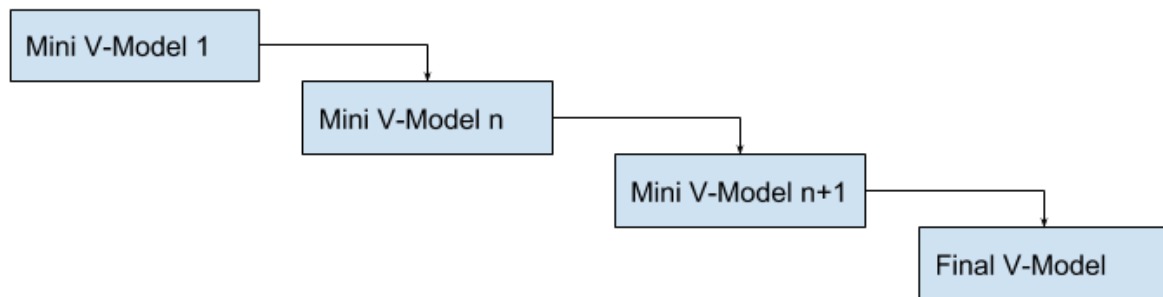 Mini V-Model 1
Mini V-Model n
Mini V-Model n+1
Final V-Model